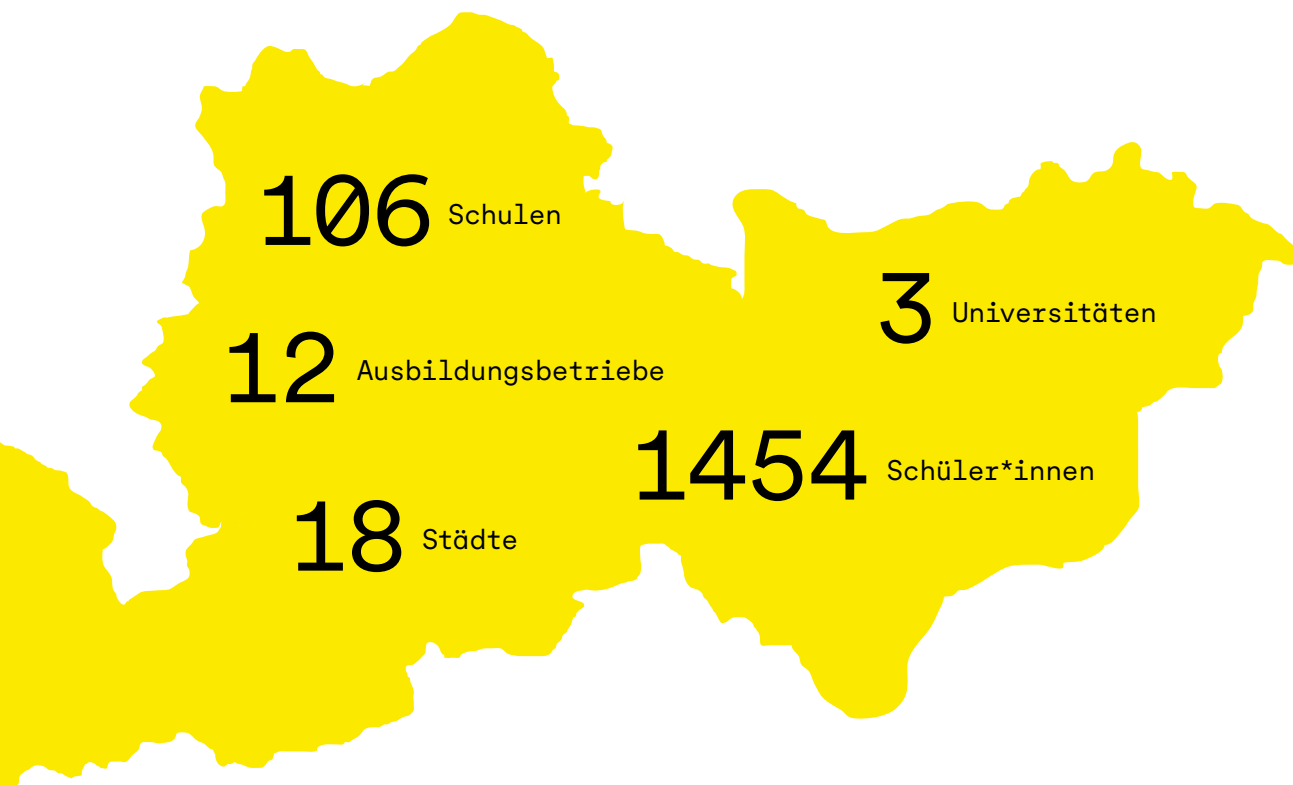 106 Schulen
3 Universitäten
12 Ausbildungsbetriebe
1454 Schüler*innen
18 Städte